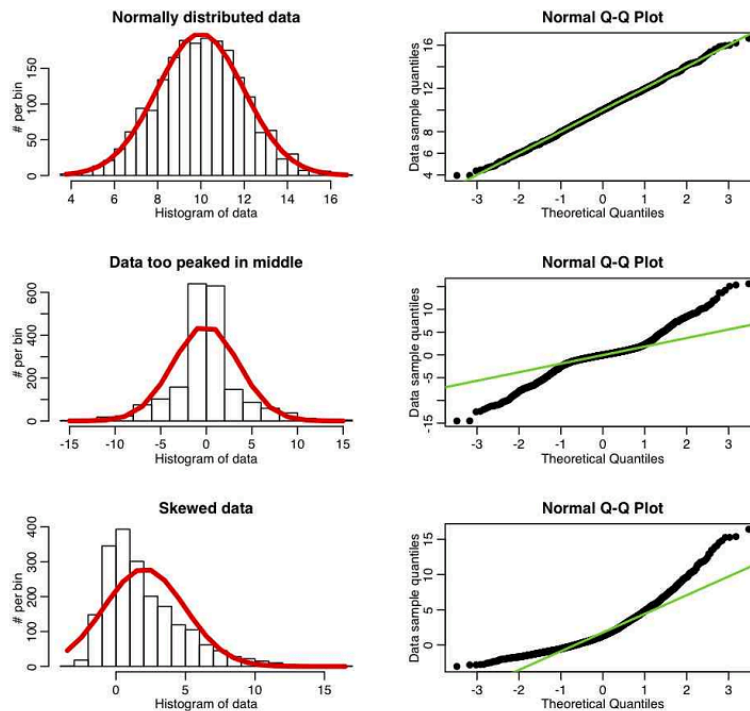 Normally distributed data
# per bin
0 50 150
4 6 8 10 12 14 16
Histogram of data
Normal Q-Q Plot
Data sample quantiles
4 6 8 12 16
-3 -2 -1 0 1 2 3
Theoretical Quantiles
Data too peaked in middle
# per bin
0 200 400 600
-15 -10 -5 0 5 10 15
Histogram of data
Normal Q-Q Plot
Data sample quantiles
-15 -5 0 5 10
-3 -2 -1 0 1 2 3
Theoretical Quantiles
Skewed data
# per bin
0 100 200 300 400
0 5 10 15
Histogram of data
Normal Q-Q Plot
Data sample quantiles
0 5 10 15
-3 -2 -1 0 1 2 3
Theoretical Quantiles